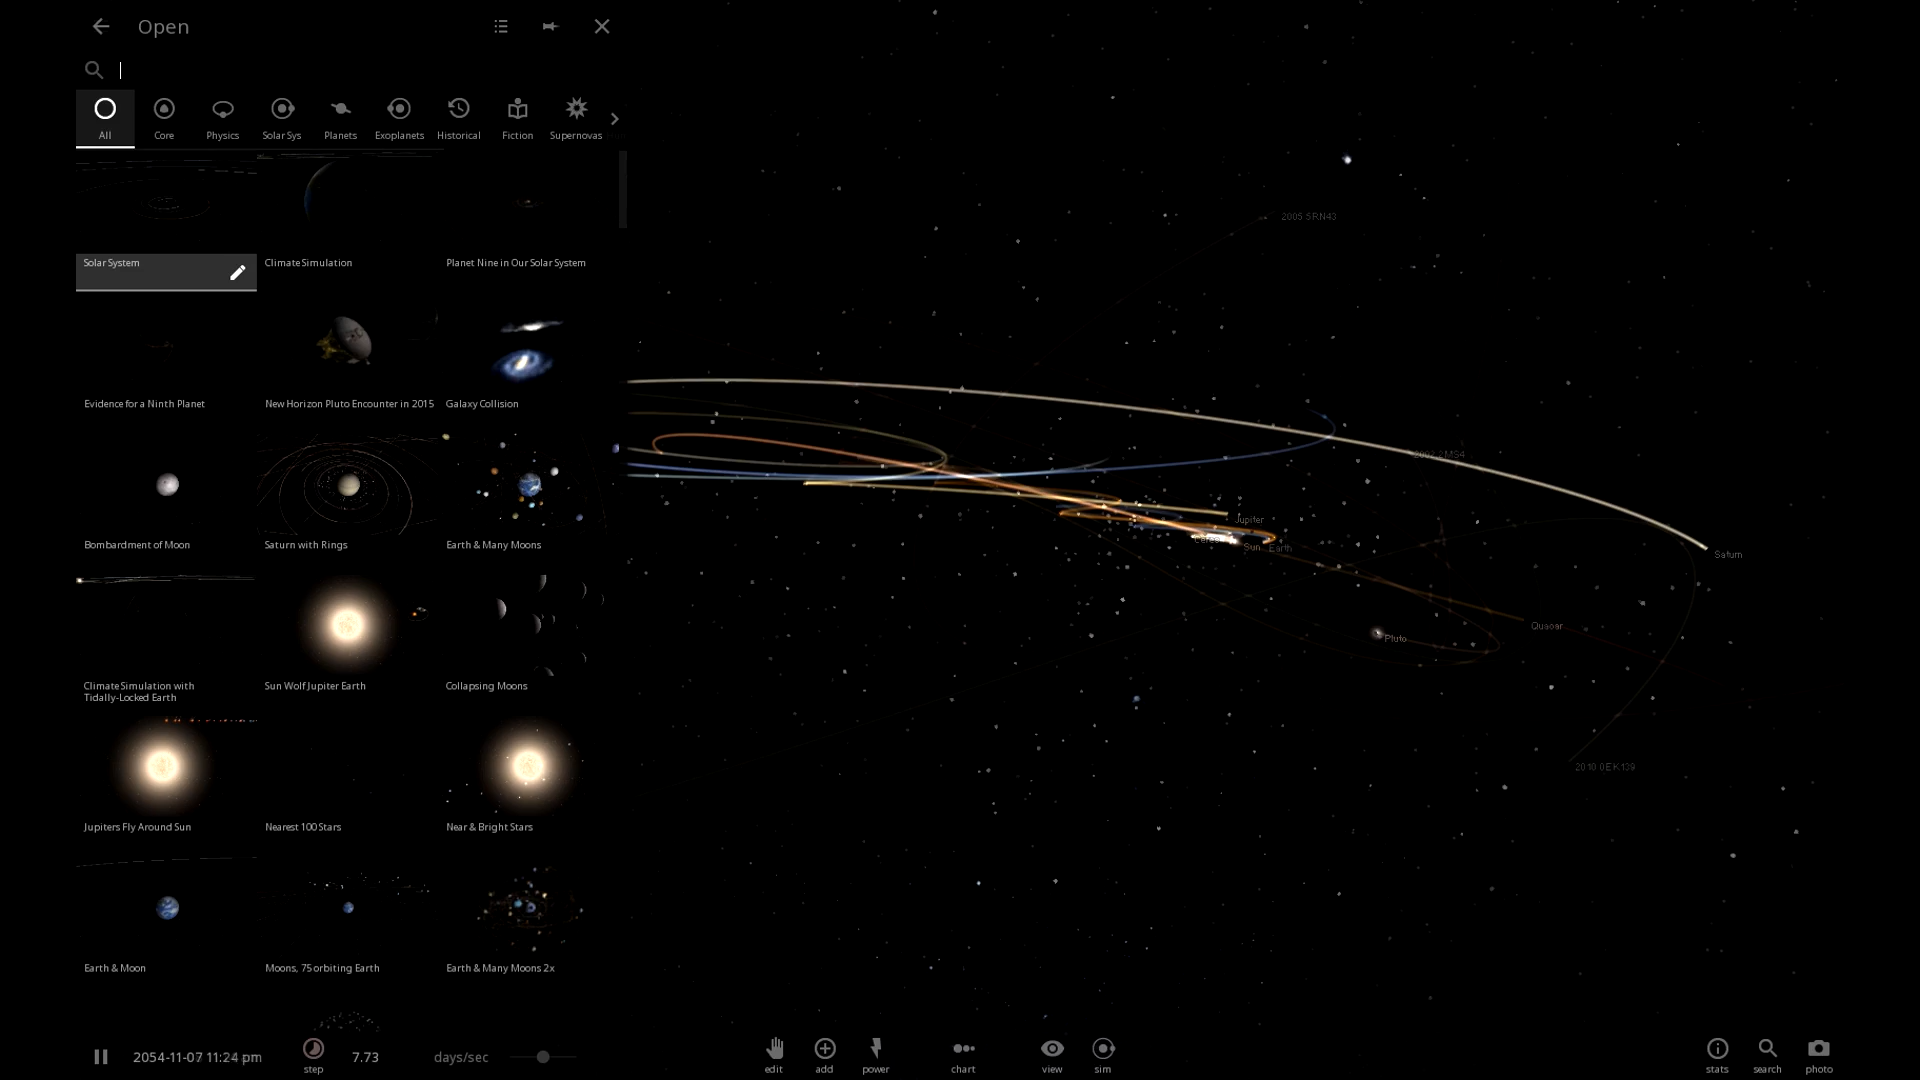 Open
All
Core
Physics
Solar Sys
Planets
Exoplanets
Historical
Fiction
Supernovas
Solar System
Climate Simulation
Planet Nine in Our Solar System
Evidence for a Ninth Planet
New Horizon Pluto Encounter in 2015
Galaxy Collision
Bombardment of Moon
Saturn with Rings
Earth & Many Moons
Climate Simulation with
Tidally-Locked Earth
Sun Wolf Jupiter Earth
Collapsing Moons
Jupiters Fly Around Sun
Nearest 100 Stars
Near & Bright Stars
Earth & Moon
Moons, 75 orbiting Earth
Earth & Many Moons 2x
2005 SRN43
2002 2MS4
Jupiter
Ceres
Sun
Earth
Saturn
Quaoar
Pluto
2010 0EK139
2054-11-07 11:24 pm
step
7.73
days/sec
edit
add
power
chart
view
sim
stats
search
photo